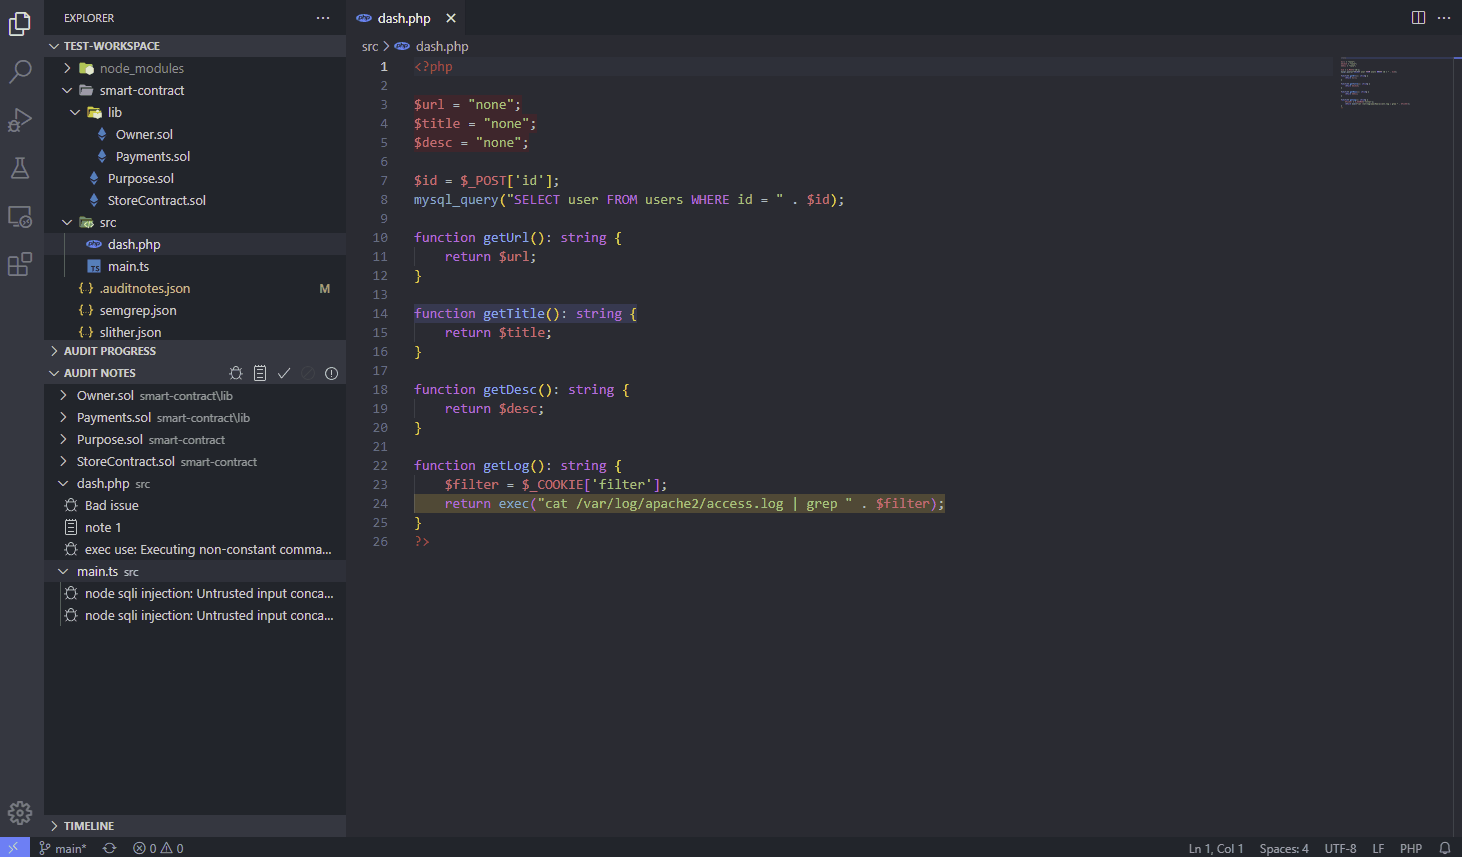 EXPLORER
TEST-WORKSPACE
node_modules
smart-contract
lib
Owner.sol
Payments.sol
Purpose.sol
StoreContract.sol
src
dash.php
main.ts
.auditnotes.json M
semgrep.json
slither.json
AUDIT PROGRESS
AUDIT NOTES
Owner.sol smart-contract\lib
Payments.sol smart-contract\lib
Purpose.sol smart-contract
StoreContract.sol smart-contract
dash.php src
Bad issue
note 1
exec use: Executing non-constant comma...
main.ts src
node sqli injection: Untrusted input conca...
node sqli injection: Untrusted input conca...
TIMELINE
dash.php
src > dash.php
1 <?php
2
3 $url = "none";
4 $title = "none";
5 $desc = "none";
6
7 $id = $_POST['id'];
8 mysql_query("SELECT user FROM users WHERE id = " . $id);
9
10 function getUrl(): string {
11     return $url;
12 }
13
14 function getTitle(): string {
15     return $title;
16 }
17
18 function getDesc(): string {
19     return $desc;
20 }
21
22 function getLog(): string {
23     $filter = $_COOKIE['filter'];
24     return exec("cat /var/log/apache2/access.log | grep " . $filter);
25 }
26 ?>
main* 0 0 Ln 1, Col 1 Spaces: 4 UTF-8 LF PHP